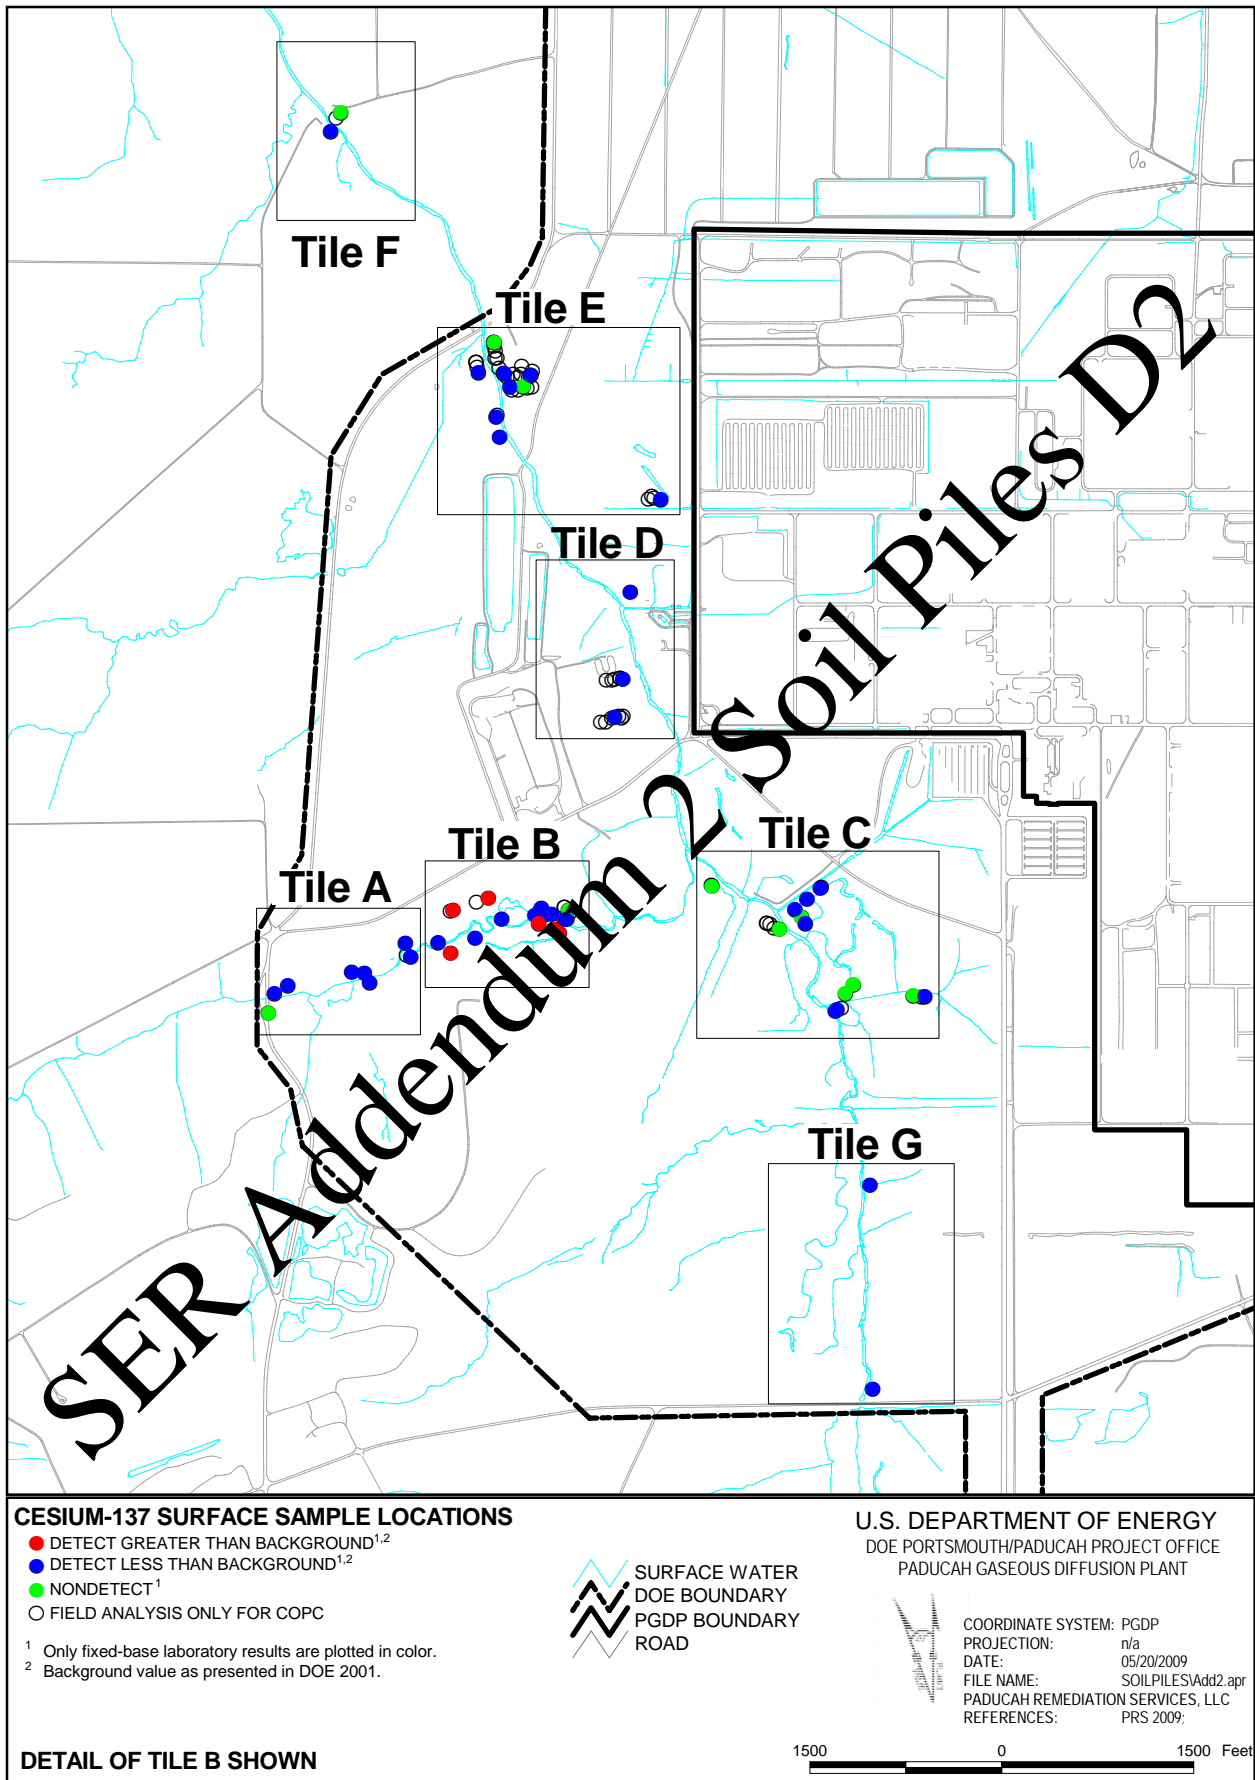 Tile F
Tile E
Tile D
Tile B
Tile C
Tile A
Tile G
SER Addendum 2 Soil Piles D2
CESIUM-137 SURFACE SAMPLE LOCATIONS
DETECT GREATER THAN BACKGROUND1,2
DETECT LESS THAN BACKGROUND1,2
NONDETECT1
FIELD ANALYSIS ONLY FOR COPC
1 Only fixed-base laboratory results are plotted in color.
2 Background value as presented in DOE 2001.
DETAIL OF TILE B SHOWN
SURFACE WATER
DOE BOUNDARY
PGDP BOUNDARY
ROAD
U.S. DEPARTMENT OF ENERGY
DOE PORTSMOUTH/PADUCAH PROJECT OFFICE
PADUCAH GASEOUS DIFFUSION PLANT
COORDINATE SYSTEM: PGDP
PROJECTION: n/a
DATE: 05/20/2009
FILE NAME: SOILPILES\Add2.apr
PADUCAH REMEDIATION SERVICES, LLC
REFERENCES: PRS 2009;
1500 0 1500 Feet